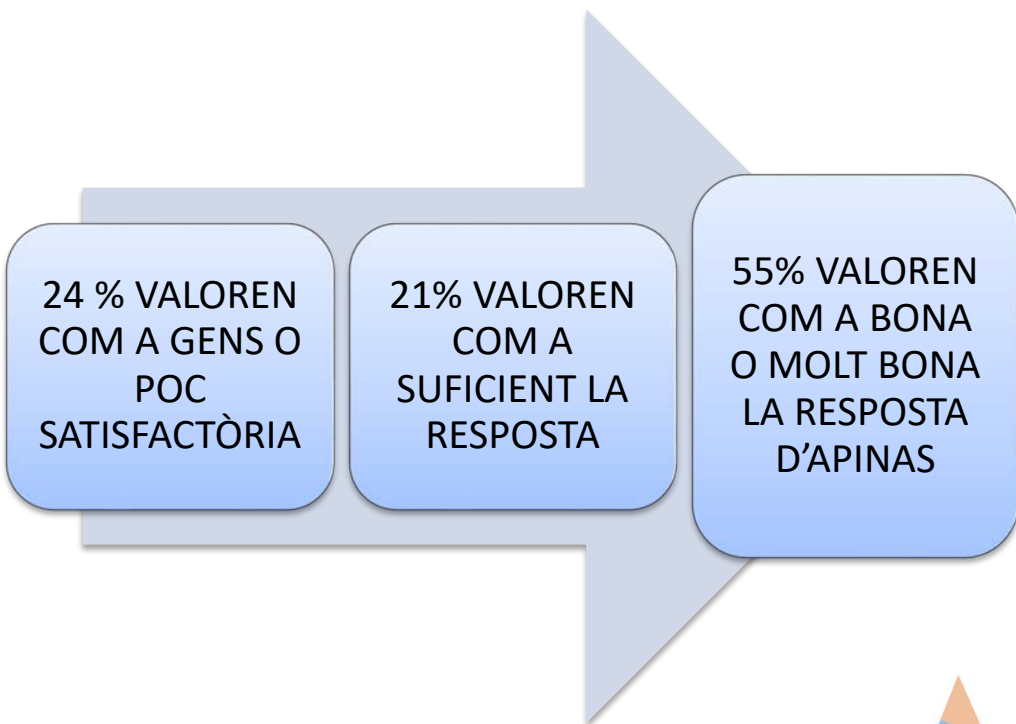 24 % VALOREN
COM A GENS O
POC
SATISFACTÒRIA
21% VALOREN
COM A
SUFICIENT LA
RESPOSTA
55% VALOREN
COM A BONA
O MOLT BONA
LA RESPOSTA
D’APINAS